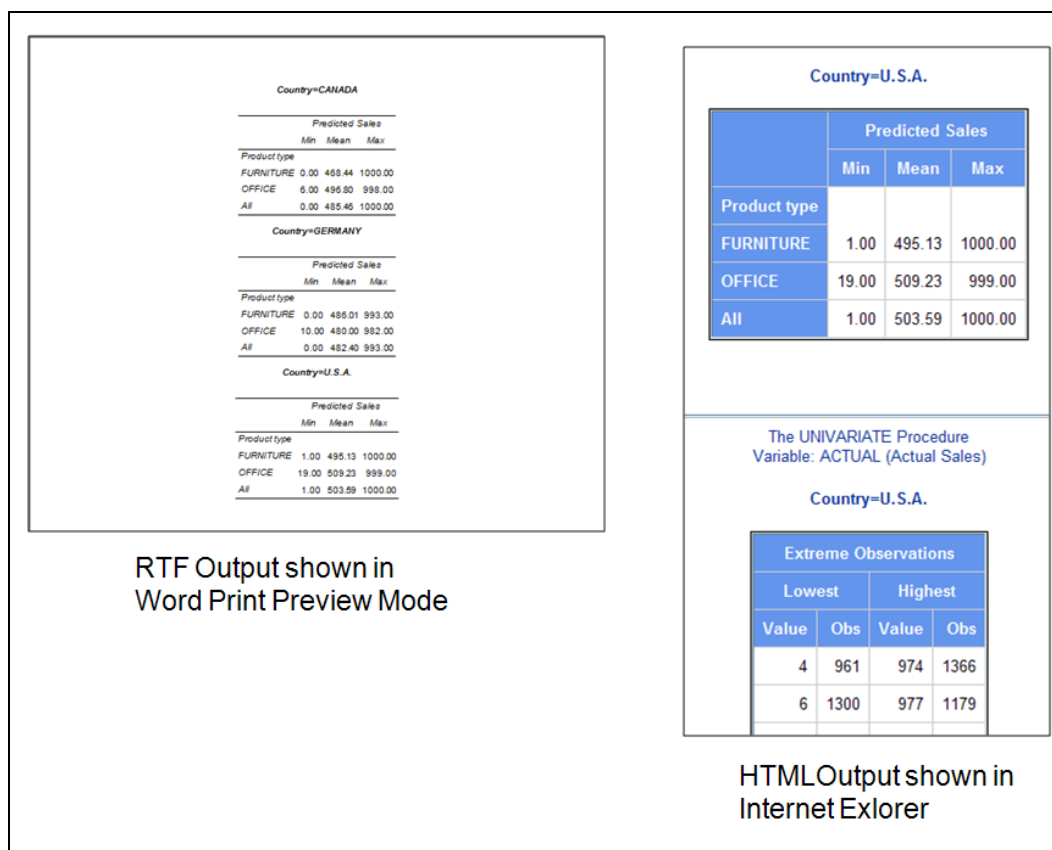 Country=CANADA
Predicted Sales
Min Mean Max
Product type
FURNITURE 0.00 468.44 1000.00
OFFICE 6.00 496.80 998.00
All 0.00 485.46 1000.00
Country=GERMANY
Predicted Sales
Min Mean Max
Product type
FURNITURE 0.00 486.01 993.00
OFFICE 10.00 480.00 982.00
All 0.00 482.40 993.00
Country=U.S.A.
Predicted Sales
Min Mean Max
Product type
FURNITURE 1.00 495.13 1000.00
OFFICE 19.00 509.23 999.00
All 1.00 503.59 1000.00
RTF Output shown in
Word Print Preview Mode
Country=U.S.A.
Predicted Sales
Min Mean Max
Product type
FURNITURE 1.00 495.13 1000.00
OFFICE 19.00 509.23 999.00
All 1.00 503.59 1000.00
The UNIVARIATE Procedure
Variable: ACTUAL (Actual Sales)
Country=U.S.A.
Extreme Observations
Lowest Highest
Value Obs Value Obs
4 961 974 1366
6 1300 977 1179
HTMLOutput shown in
Internet Exlorer